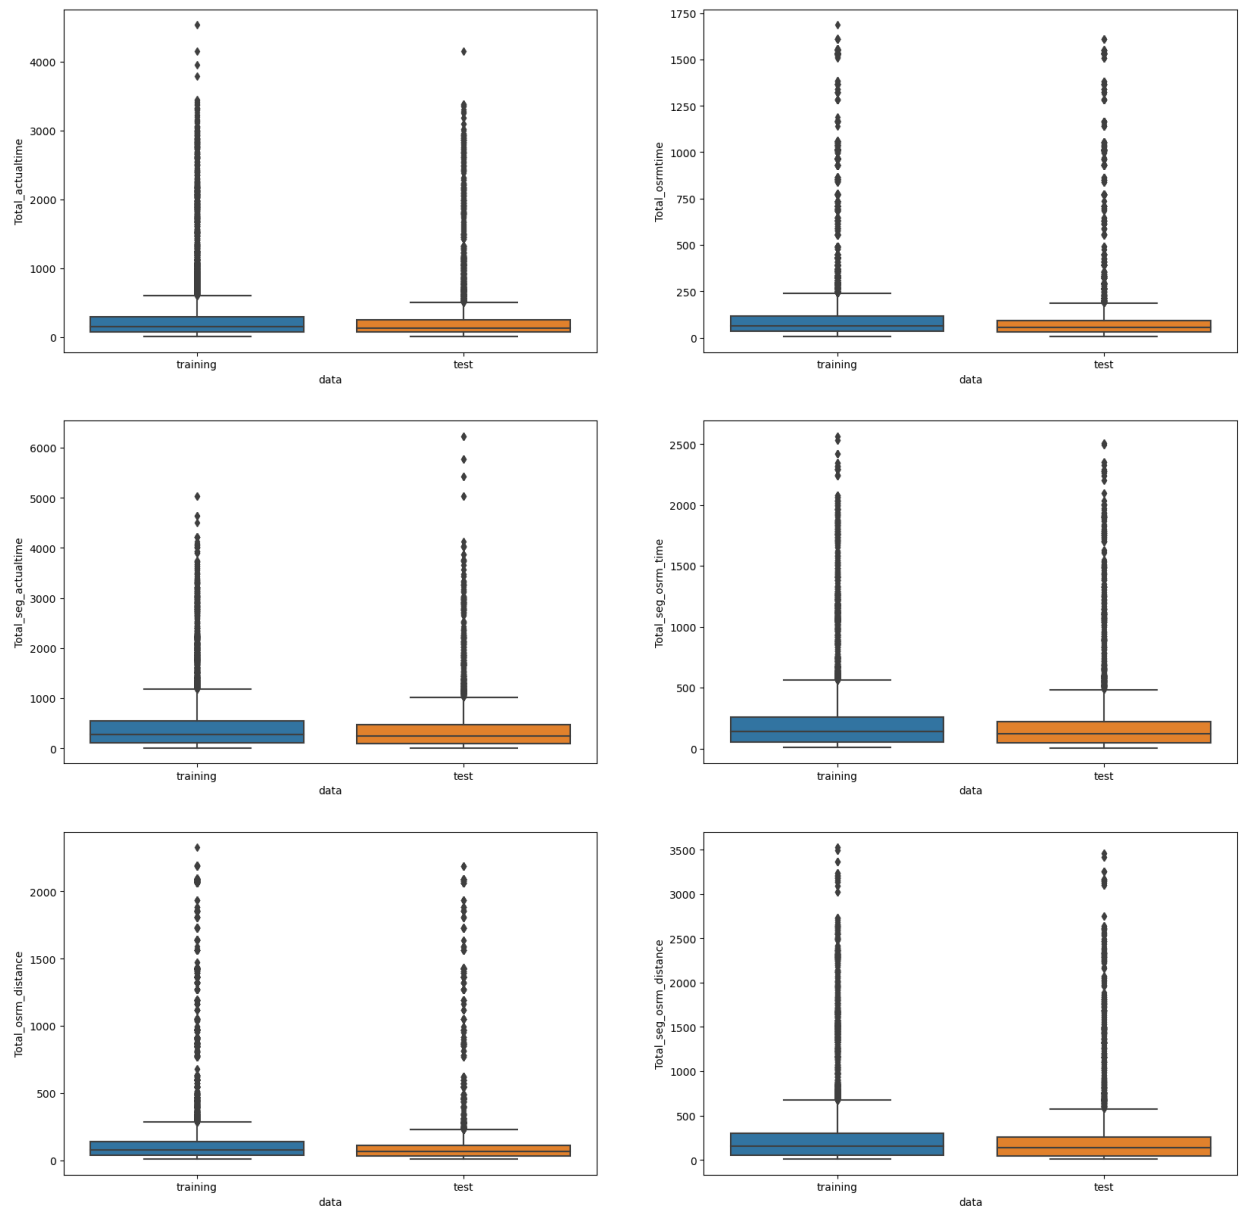 Total_actualtime
4000
3000
2000
1000
0
training
test
data
Total_osrmtime
1750
1500
1250
1000
750
500
250
0
training
test
data
Total_seg_actualtime
6000
5000
4000
3000
2000
1000
0
training
test
data
Total_seg_osrm_time
2500
2000
1500
1000
500
0
training
test
data
Total_osrm_distance
2000
1500
1000
500
0
training
test
data
Total_seg_osrm_distance
3500
3000
2500
2000
1500
1000
500
0
training
test
data